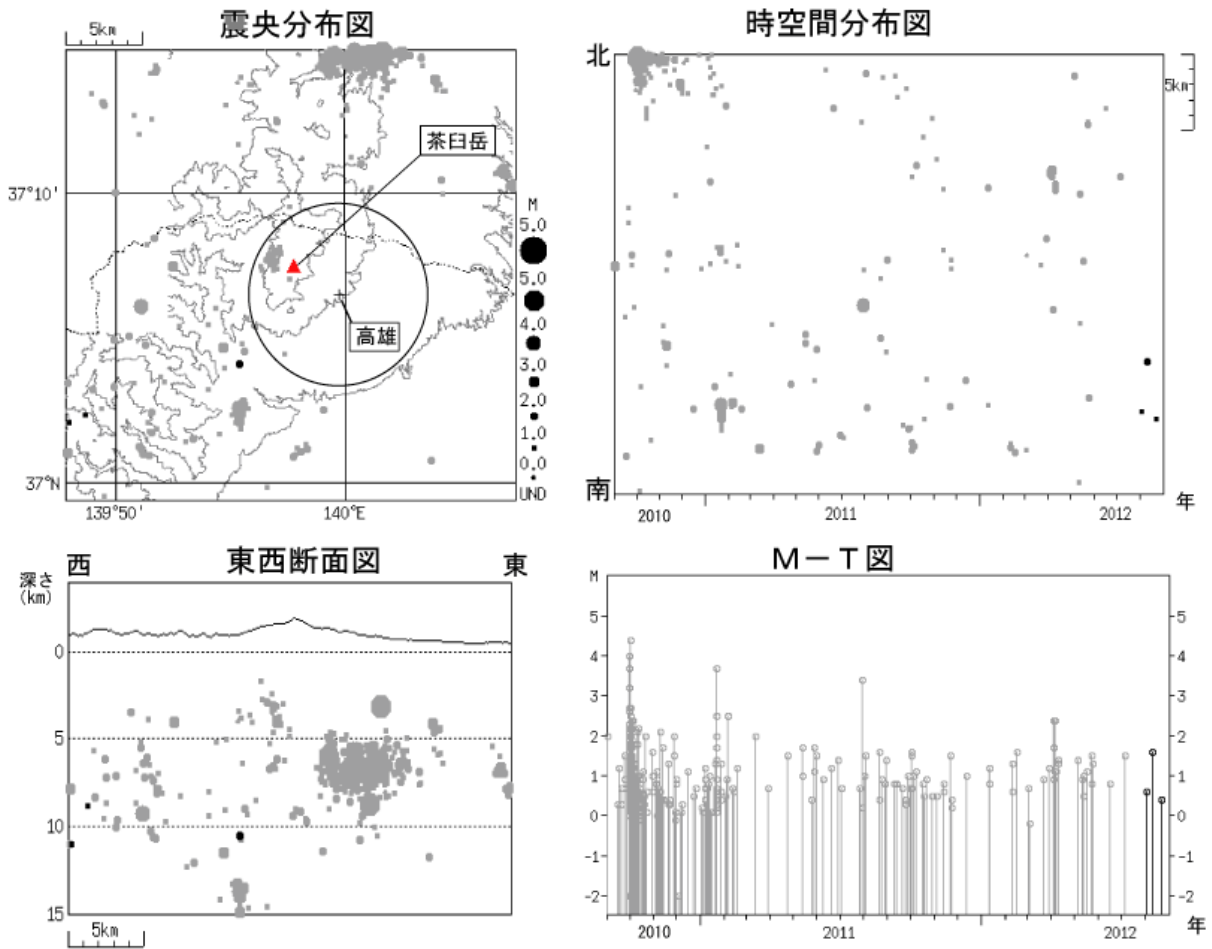 震央分布図
5km
茶臼岳
高雄
37°10'
37°N
139°50'
140°E
M
5.0
5.0
4.0
3.0
2.0
1.0
0.0
UND
時空間分布図
北
5km
南
2010
2011
2012
年
東西断面図
西
東
深さ
(km)
0
5
10
15
5km
M－T図
M
5
5
4
4
3
3
2
2
1
1
0
0
-1
-1
-2
-2
2010
2011
2012
年